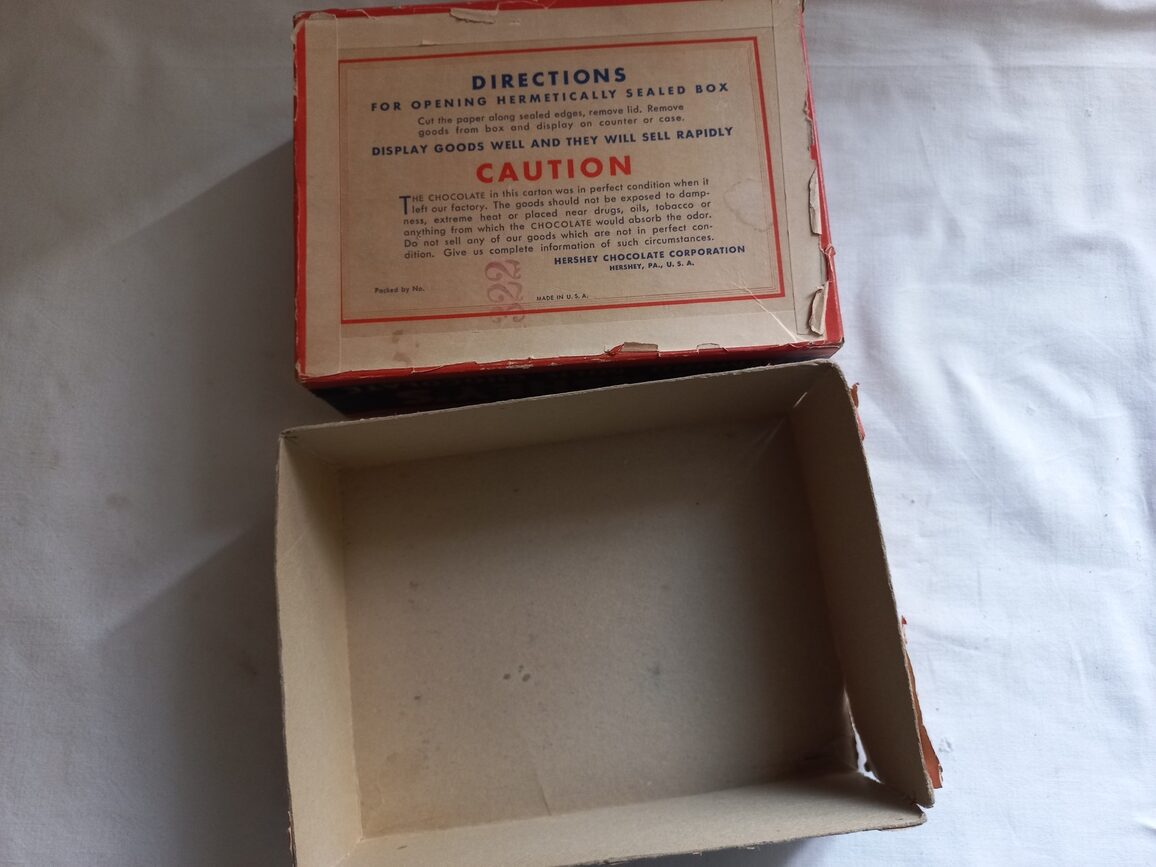 DIRECTIONS
FOR OPENING HERMETICALLY SEALED BOX
Cut the paper along sealed edges, remove lid. Remove
goods from box and display on counter or case.
DISPLAY GOODS WELL AND THEY WILL SELL RAPIDLY
CAUTION
THE CHOCOLATE in this carton was in perfect condition when it
left our factory. The goods should not be exposed to damp-
ness, extreme heat or placed near drugs, oils, tobacco or
anything from which the CHOCOLATE would absorb the odor.
Do not sell any of our goods which are not in perfect con-
dition. Give us complete information of such circumstances.
HERSHEY CHOCOLATE CORPORATION
HERSHEY, PA., U. S. A.
Packed by No.
322
MADE IN U. S. A.